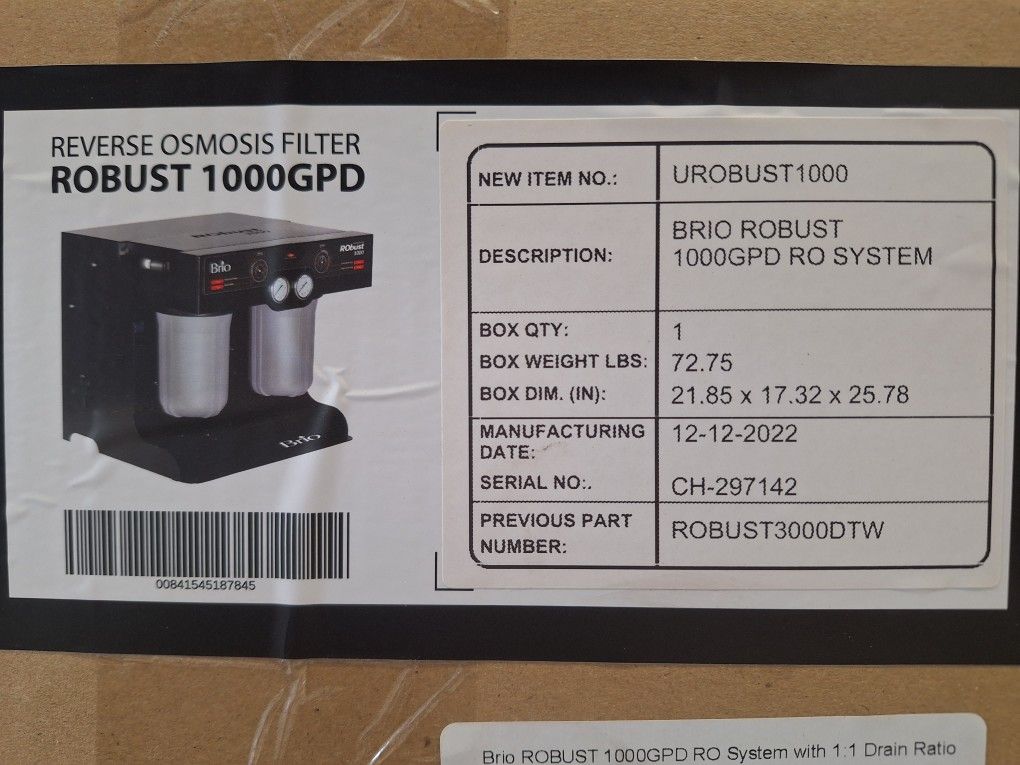 REVERSE OSMOSIS FILTER
ROBUST 1000GPD
Brio
RObust
1000
Brio
00841545187845
NEW ITEM NO.: UROBUST1000
DESCRIPTION: BRIO ROBUST
1000GPD RO SYSTEM
BOX QTY: 1
BOX WEIGHT LBS: 72.75
BOX DIM. (IN): 21.85 x 17.32 x 25.78
MANUFACTURING
DATE: 12-12-2022
SERIAL NO:. CH-297142
PREVIOUS PART
NUMBER: ROBUST3000DTW
Brio ROBUST 1000GPD RO System with 1:1 Drain Ratio